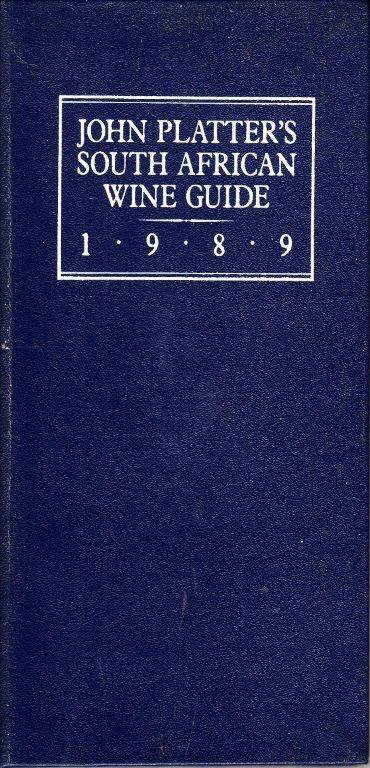 JOHN PLATTER'S
SOUTH AFRICAN
WINE GUIDE
1 · 9 · 8 · 9